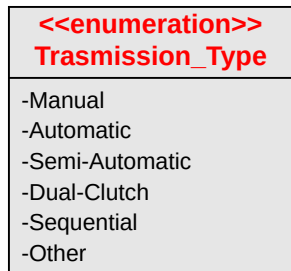 <<enumeration>>
Trasmission_Type
-Manual
-Automatic
-Semi-Automatic
-Dual-Clutch
-Sequential
-Other